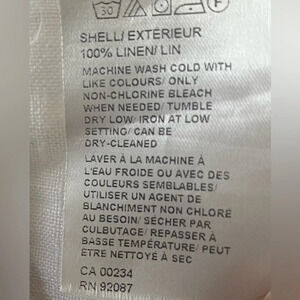 30 F
SHELL/ EXTÉRIEUR
100% LINEN/ LIN
MACHINE WASH COLD WITH
LIKE COLOURS/ ONLY
NON-CHLORINE BLEACH
WHEN NEEDED/ TUMBLE
DRY LOW/ IRON AT LOW
SETTING/ CAN BE
DRY-CLEANED
LAVER À LA MACHINE À
L'EAU FROIDE OU AVEC DES
COULEURS SEMBLABLES/
UTILISER UN AGENT DE
BLANCHIMENT NON CHLORÉ
AU BESOIN/ SÉCHER PAR
CULBUTAGE/ REPASSER À
BASSE TEMPÉRATURE/ PEUT
ÊTRE NETTOYÉ À SEC
CA 00234
RN 92087